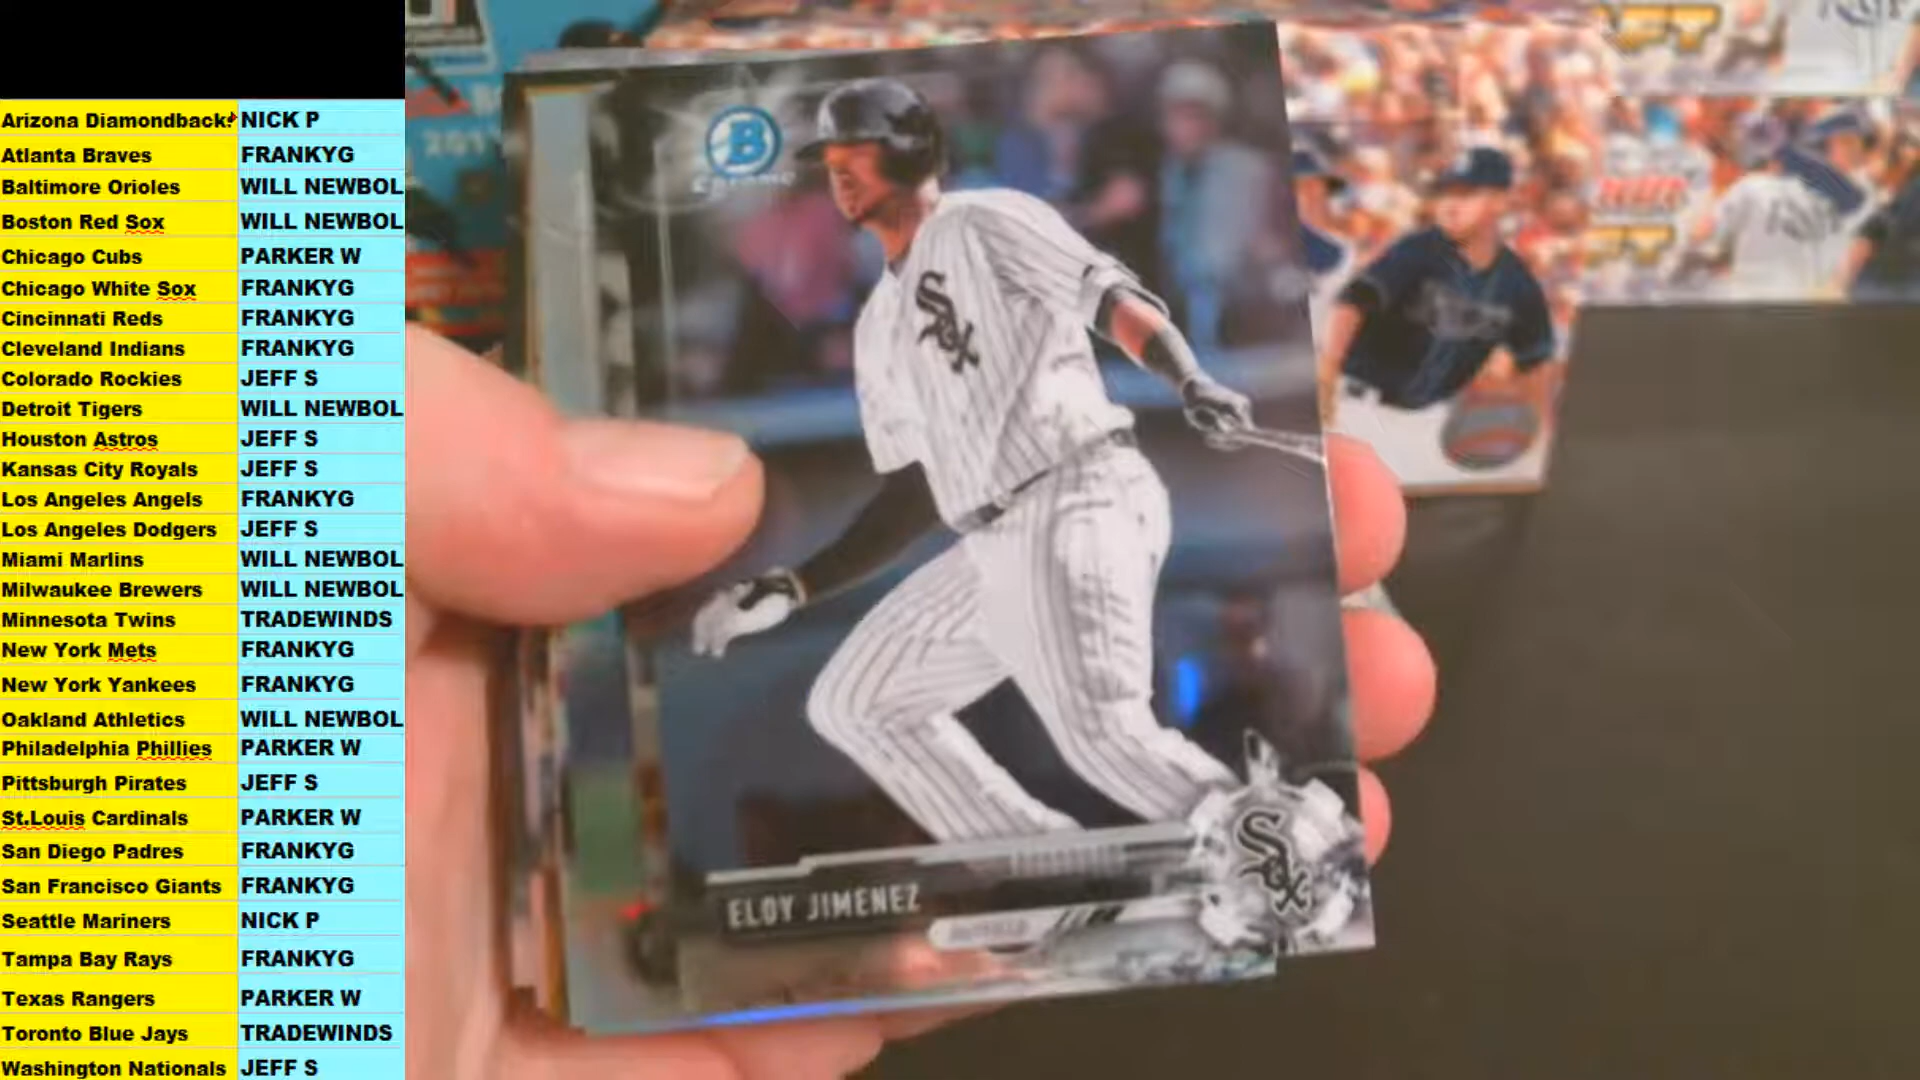 Arizona Diamondbacks NICK P
Atlanta Braves FRANKYG
Baltimore Orioles WILL NEWBOL
Boston Red Sox WILL NEWBOL
Chicago Cubs PARKER W
Chicago White Sox FRANKYG
Cincinnati Reds FRANKYG
Cleveland Indians FRANKYG
Colorado Rockies JEFF S
Detroit Tigers WILL NEWBOL
Houston Astros JEFF S
Kansas City Royals JEFF S
Los Angeles Angels FRANKYG
Los Angeles Dodgers JEFF S
Miami Marlins WILL NEWBOL
Milwaukee Brewers WILL NEWBOL
Minnesota Twins TRADEWINDS
New York Mets FRANKYG
New York Yankees FRANKYG
Oakland Athletics WILL NEWBOL
Philadelphia Phillies PARKER W
Pittsburgh Pirates JEFF S
St.Louis Cardinals PARKER W
San Diego Padres FRANKYG
San Francisco Giants FRANKYG
Seattle Mariners NICK P
Tampa Bay Rays FRANKYG
Texas Rangers PARKER W
Toronto Blue Jays TRADEWINDS
Washington Nationals JEFF S
B
Chrome
Sox
ELOY JIMENEZ
OUTFIELD
Sox